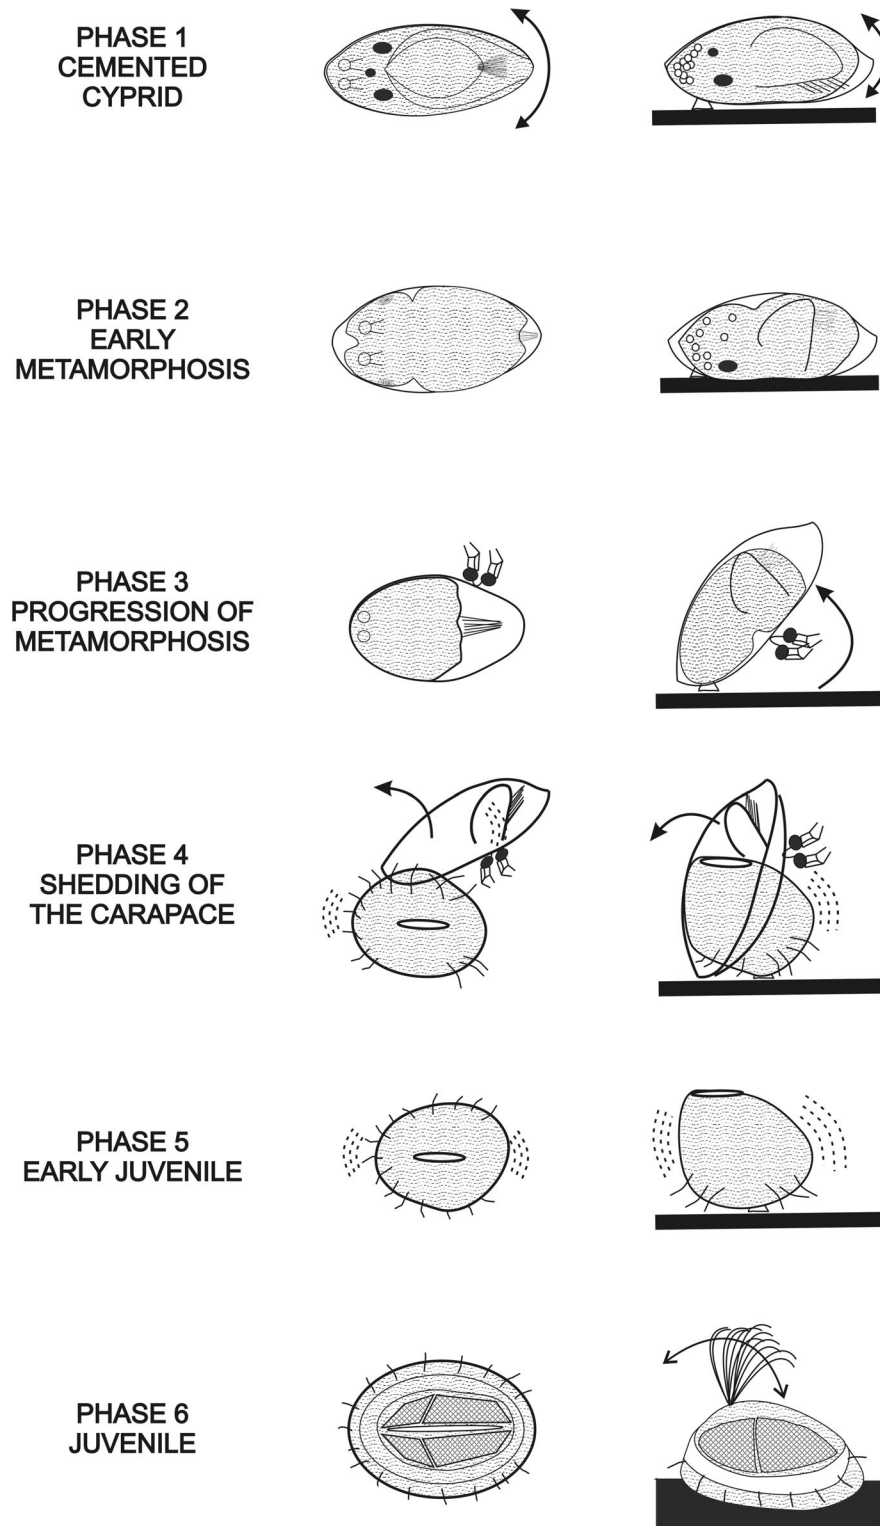 PHASE 1
CEMENTED
CYPRID
PHASE 2
EARLY
METAMORPHOSIS
PHASE 3
PROGRESSION OF
METAMORPHOSIS
PHASE 4
SHEDDING OF
THE CARAPACE
PHASE 5
EARLY JUVENILE
PHASE 6
JUVENILE